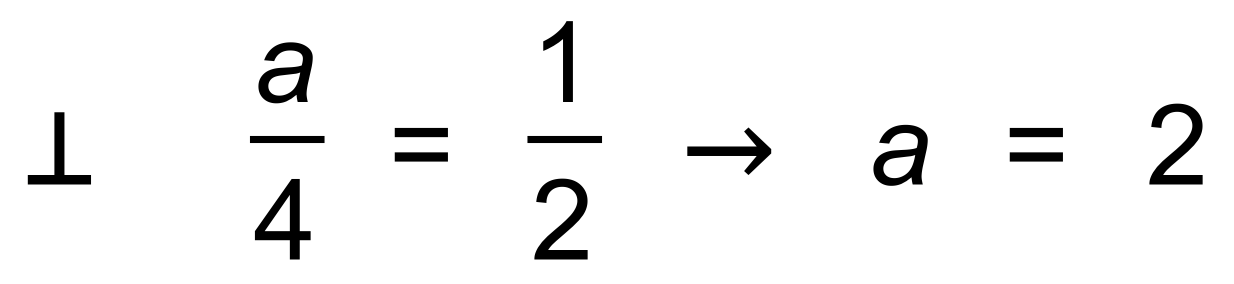 ⊥ a/4 = 1/2 → a = 2